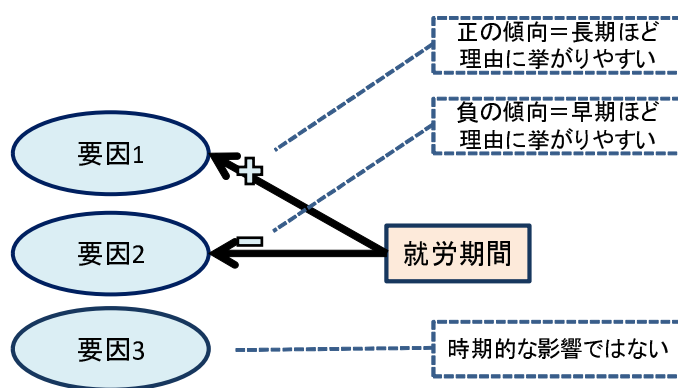 正の傾向＝長期ほど
理由に挙がりやすい
負の傾向＝早期ほど
理由に挙がりやすい
要因1
＋
要因2
－
就労期間
要因3
時期的な影響ではない